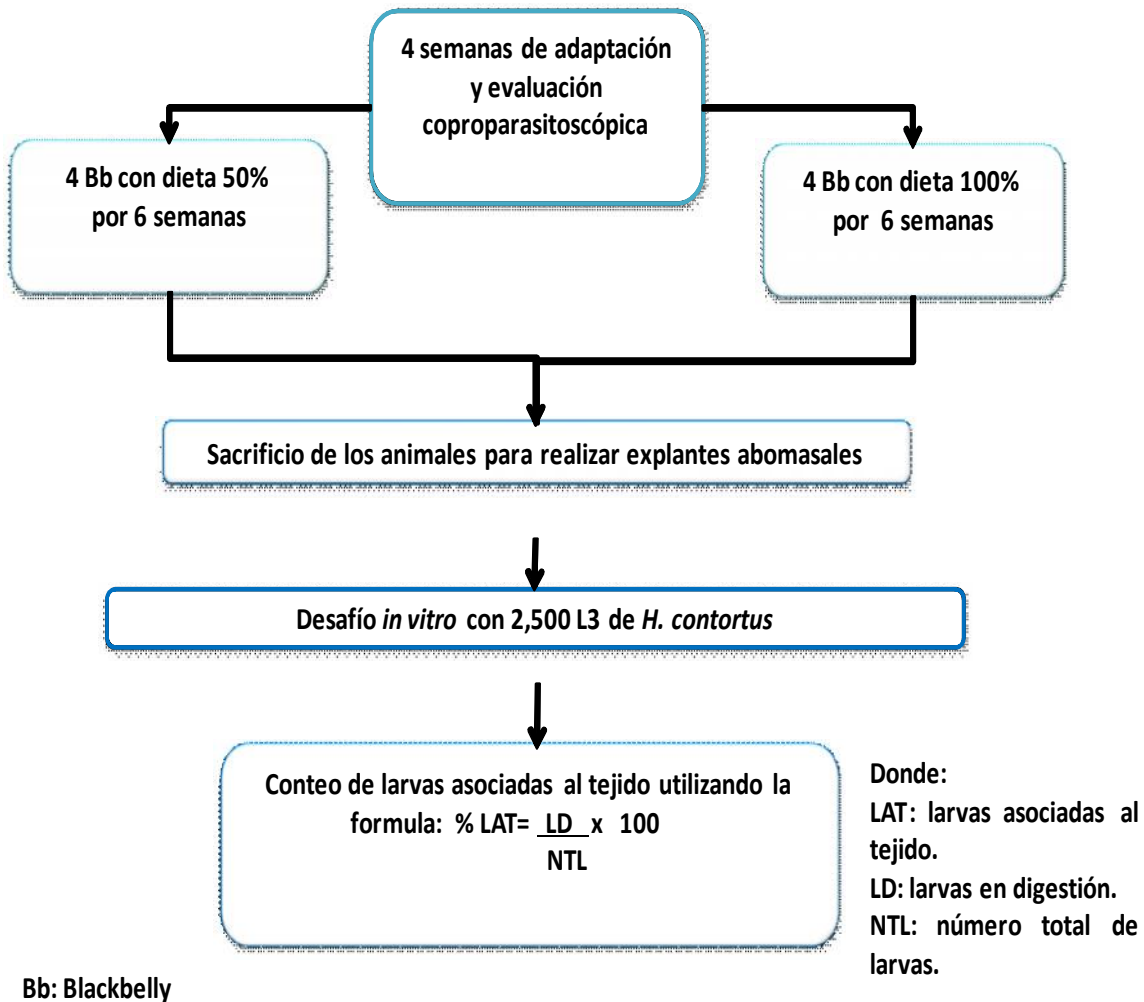 4 semanas de adaptación
y evaluación
coproparasitoscópica
4 Bb con dieta 50%
por 6 semanas
4 Bb con dieta 100%
por 6 semanas
Sacrificio de los animales para realizar explantes abomasales
Desafío in vitro con 2,500 L3 de H. contortus
Conteo de larvas asociadas al tejido utilizando la
formula: % LAT= LD x 100
NTL
Donde:
LAT: larvas asociadas al
tejido.
LD: larvas en digestión.
NTL: número total de
larvas.
Bb: Blackbelly